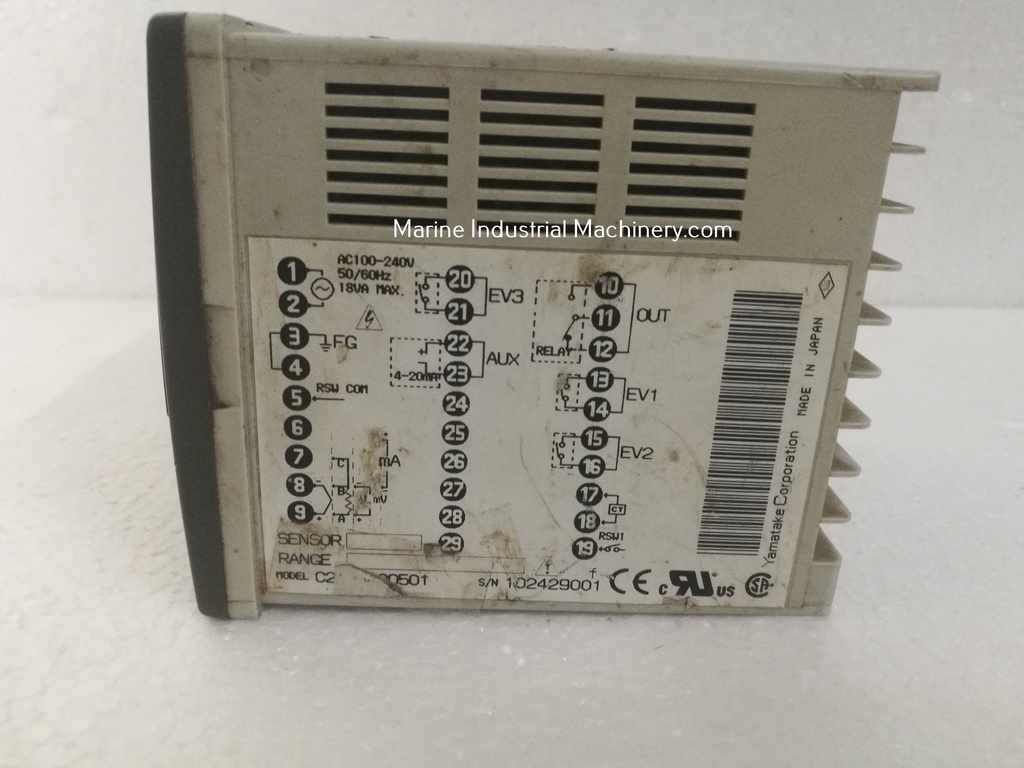 Marine Industrial Machinery.com
1
2
AC100-240V
50/60Hz
18VA MAX.
3
4
FG
5
RSW COM
6
7
8
9
C
B
A
mA
mV
+
SENSOR
RANGE
MODEL C2 00501
20
21
EV3
22
23
AUX
4-20mA
24
25
26
27
28
29
10
11
12
OUT
RELAY
13
14
EV1
15
16
EV2
17
18
CT
19
RSW1
S/N 102429001
CE
c UR US
SA
Yamatake Corporation MADE IN JAPAN